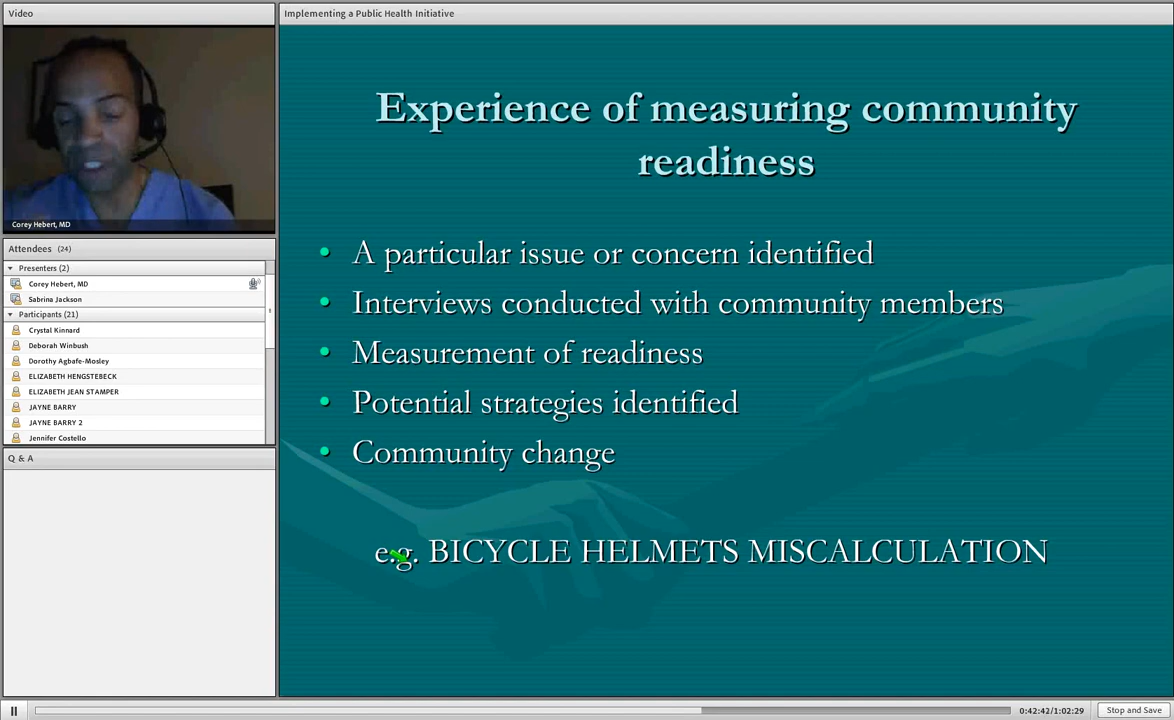 Video
Corey Hebert, MD
Attendees (24)
Presenters (2)
Corey Hebert, MD
Sabrina Jackson
Participants (21)
Crystal Kinnard
Deborah Winbush
Dorothy Agbafe-Mosley
ELIZABETH HENGSTEBECK
ELIZABETH JEAN STAMPER
JAYNE BARRY
JAYNE BARRY 2
Jennifer Costello
Q & A
Implementing a Public Health Initiative
Experience of measuring community
readiness
• A particular issue or concern identified
• Interviews conducted with community members
• Measurement of readiness
• Potential strategies identified
• Community change
e.g. BICYCLE HELMETS MISCALCULATION
0:42:42/1:02:29
Stop and Save